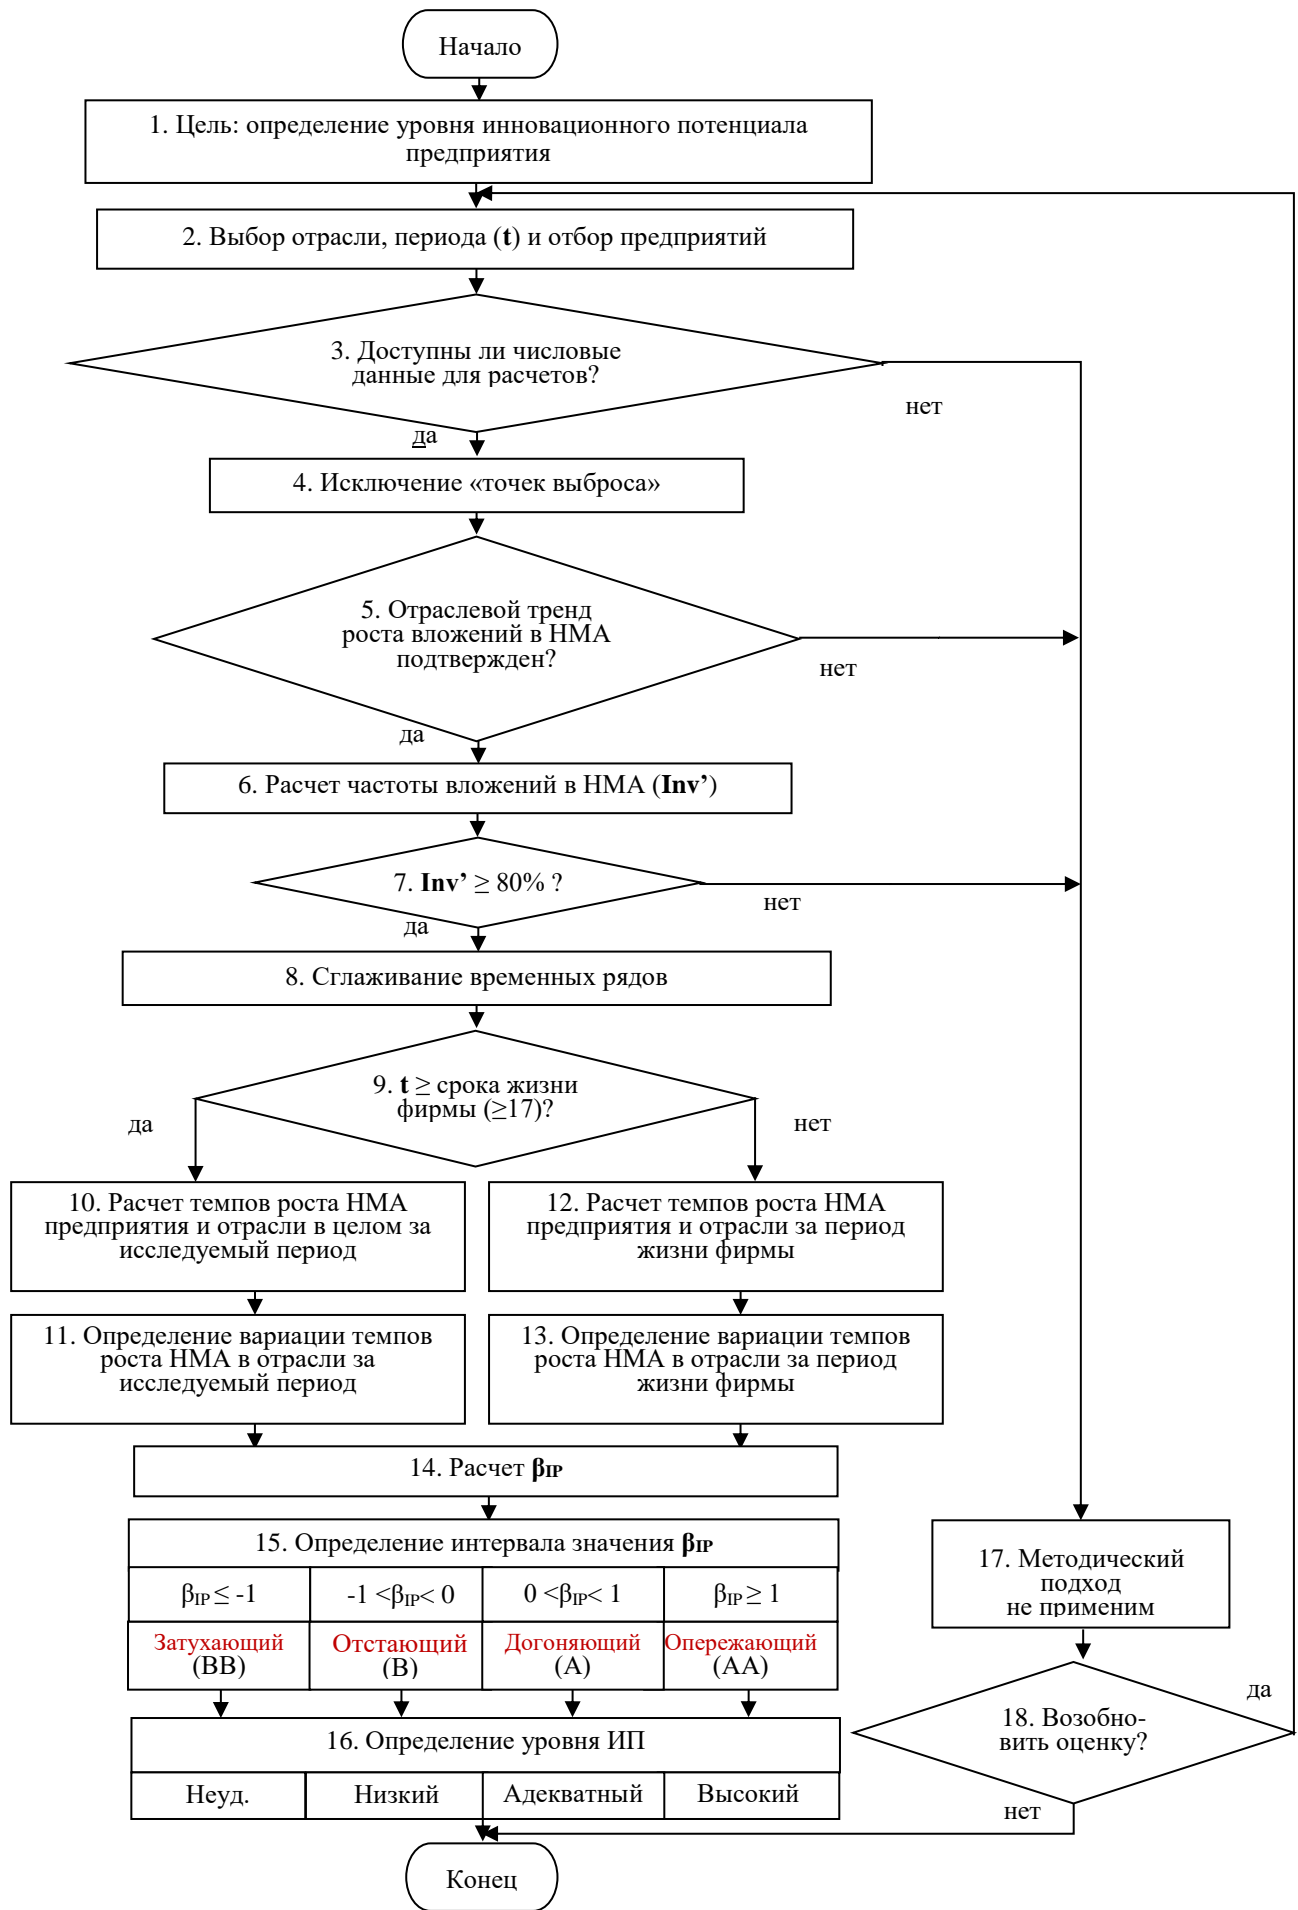 Начало
1. Цель: определение уровня инновационного потенциала
предприятия
2. Выбор отрасли, периода (t) и отбор предприятий
3. Доступны ли числовые
данные для расчетов?
нет
да
4. Исключение «точек выброса»
5. Отраслевой тренд
роста вложений в НМА
подтвержден?
нет
да
6. Расчет частоты вложений в НМА (Inv’)
7. Inv’ ≥ 80% ?
нет
да
8. Сглаживание временных рядов
9. t ≥ срока жизни
фирмы (≥17)?
да
нет
10. Расчет темпов роста НМА
предприятия и отрасли в целом за
исследуемый период
12. Расчет темпов роста НМА
предприятия и отрасли за период
жизни фирмы
11. Определение вариации темпов
роста НМА в отрасли за
исследуемый период
13. Определение вариации темпов
роста НМА в отрасли за период
жизни фирмы
14. Расчет βIP
15. Определение интервала значения βIP
βIP ≤ -1
-1 <βIP< 0
0 <βIP< 1
βIP ≥ 1
Затухающий
(BB)
Отстающий
(B)
Догоняющий
(A)
Опережающий
(AA)
16. Определение уровня ИП
Неуд.
Низкий
Адекватный
Высокий
17. Методический
подход
не применим
18. Возобно-
вить оценку?
да
нет
Конец